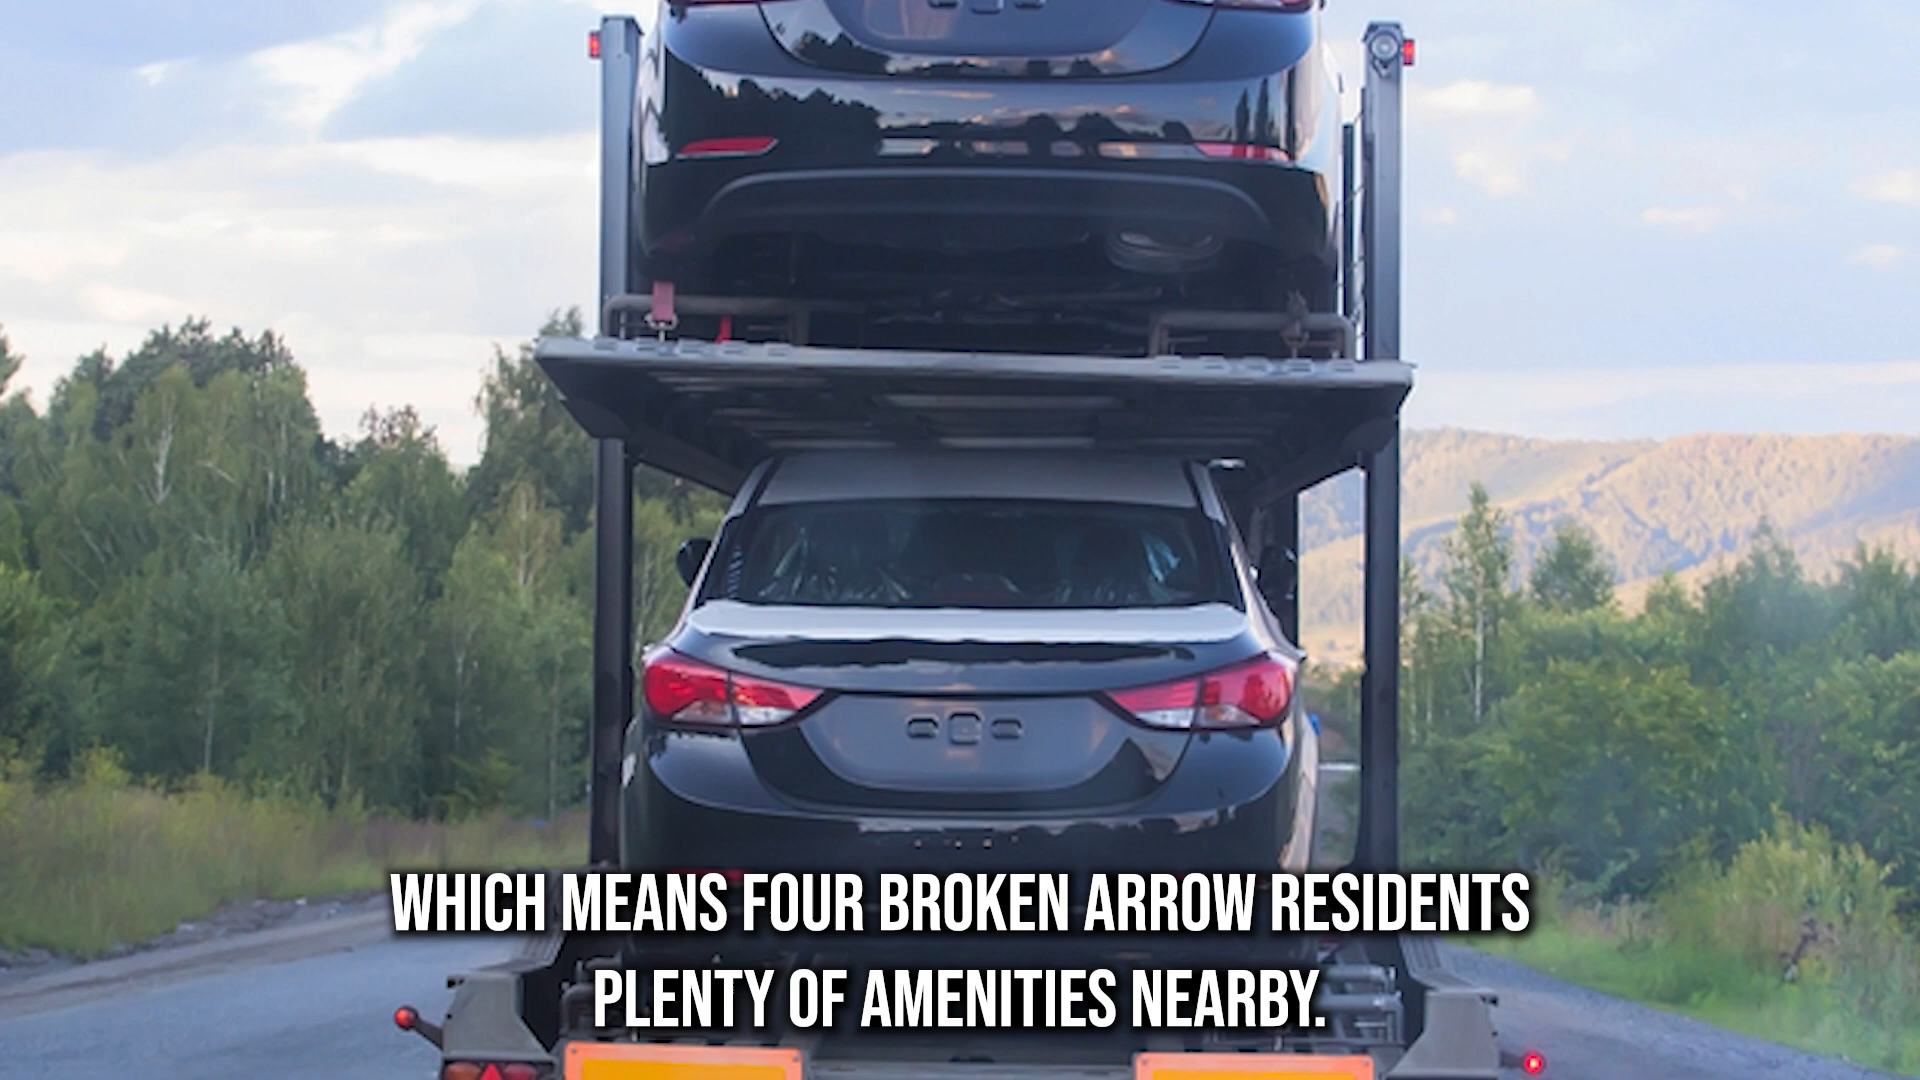 WHICH MEANS FOUR BROKEN ARROW RESIDENTS
PLENTY OF AMENITIES NEARBY.